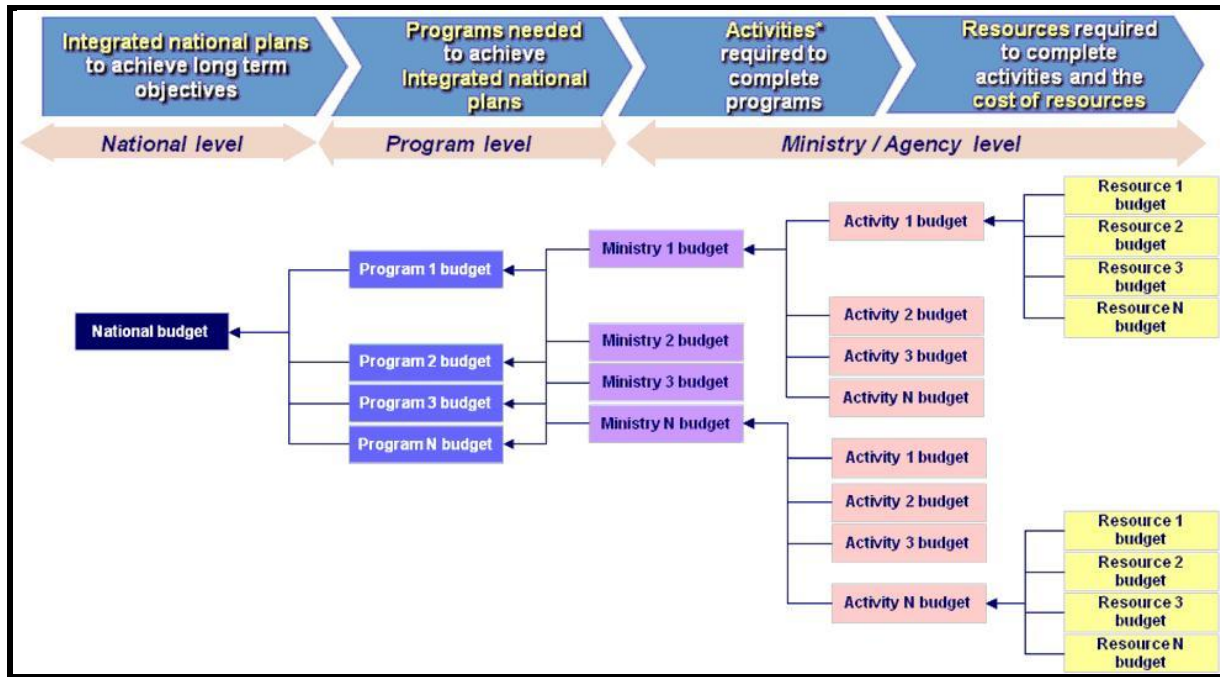 Integrated national plans
to achieve long term
objectives
Programs needed
to achieve
Integrated national
plans
Activities*
required to
complete
programs
Resources required
to complete
activities and the
cost of resources
National level
Program level
Ministry / Agency level
National budget
Program 1 budget
Program 2 budget
Program 3 budget
Program N budget
Ministry 1 budget
Ministry 2 budget
Ministry 3 budget
Ministry N budget
Activity 1 budget
Activity 2 budget
Activity 3 budget
Activity N budget
Activity 1 budget
Activity 2 budget
Activity 3 budget
Activity N budget
Resource 1
budget
Resource 2
budget
Resource 3
budget
Resource N
budget
Resource 1
budget
Resource 2
budget
Resource 3
budget
Resource N
budget